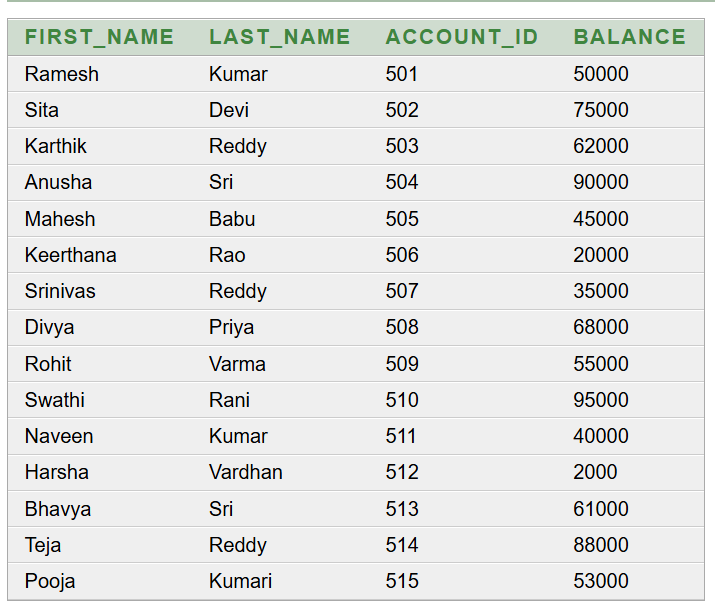 FIRST_NAME LAST_NAME ACCOUNT_ID BALANCE
Ramesh Kumar 501 50000
Sita Devi 502 75000
Karthik Reddy 503 62000
Anusha Sri 504 90000
Mahesh Babu 505 45000
Keerthana Rao 506 20000
Srinivas Reddy 507 35000
Divya Priya 508 68000
Rohit Varma 509 55000
Swathi Rani 510 95000
Naveen Kumar 511 40000
Harsha Vardhan 512 2000
Bhavya Sri 513 61000
Teja Reddy 514 88000
Pooja Kumari 515 53000